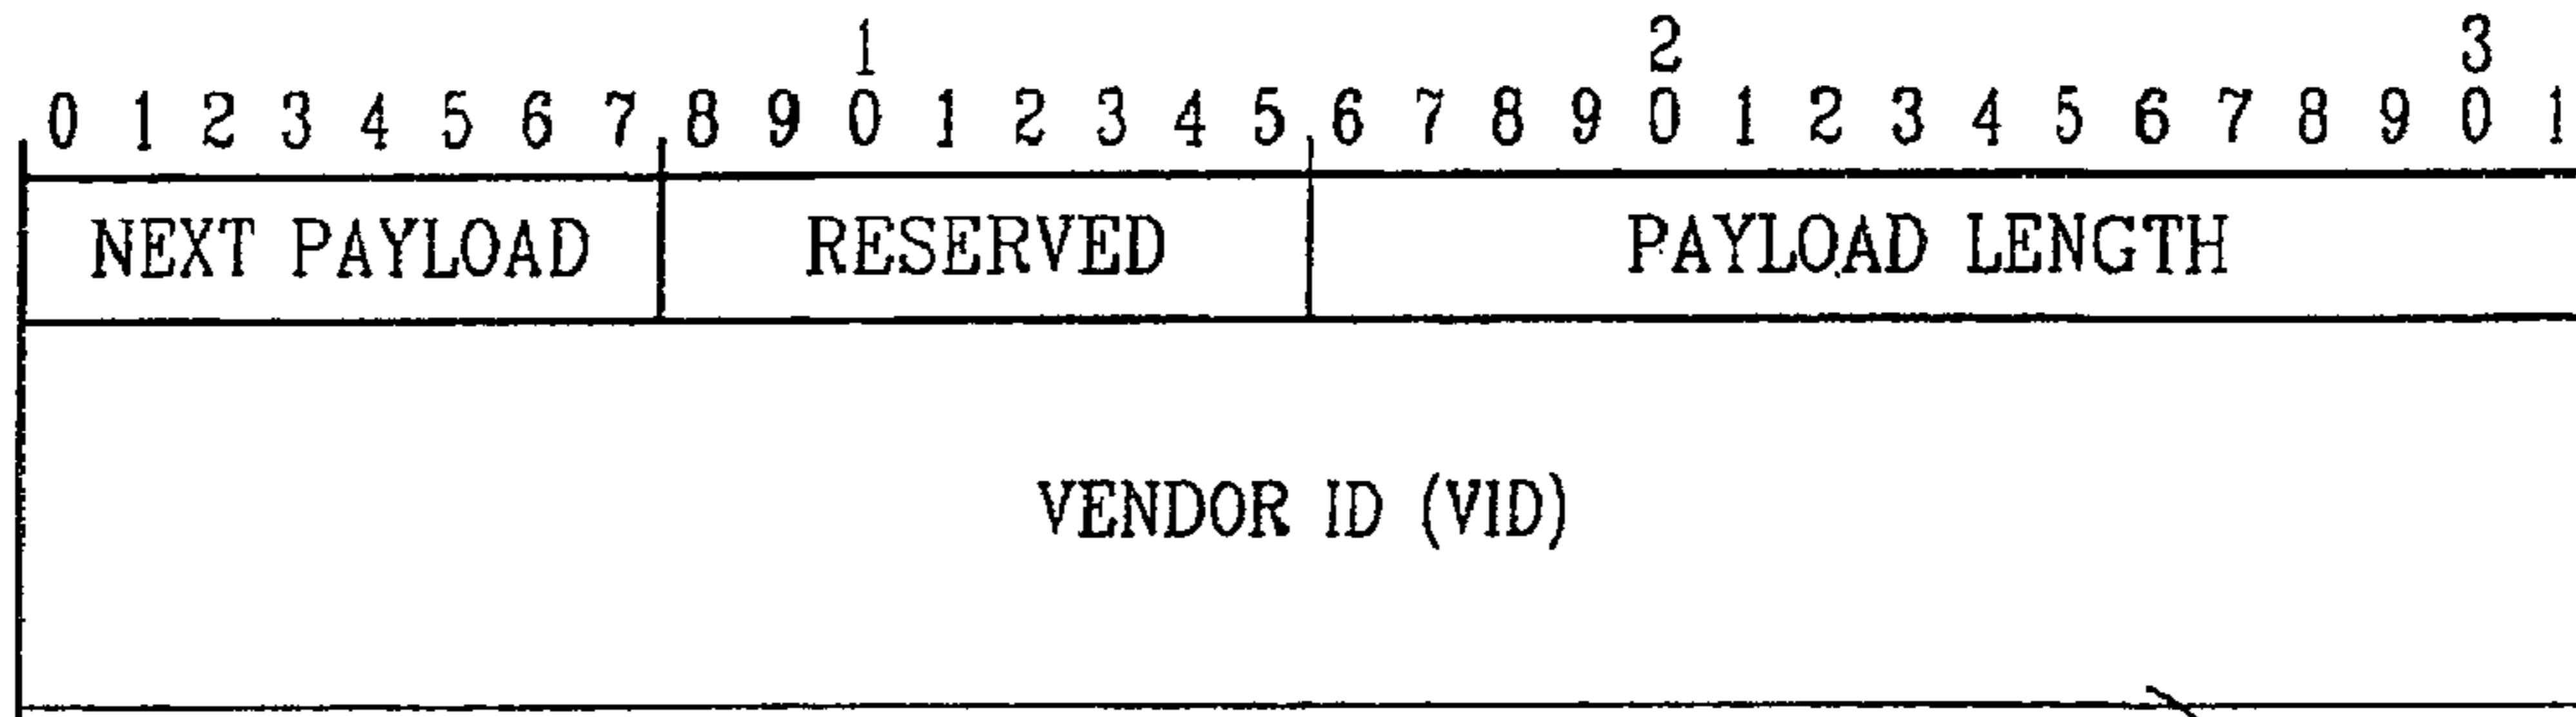 1 2 3
0 1 2 3 4 5 6 7 8 9 0 1 2 3 4 5 6 7 8 9 0 1 2 3 4 5 6 7 8 9 0 1
NEXT PAYLOAD RESERVED PAYLOAD LENGTH
VENDOR ID (VID)